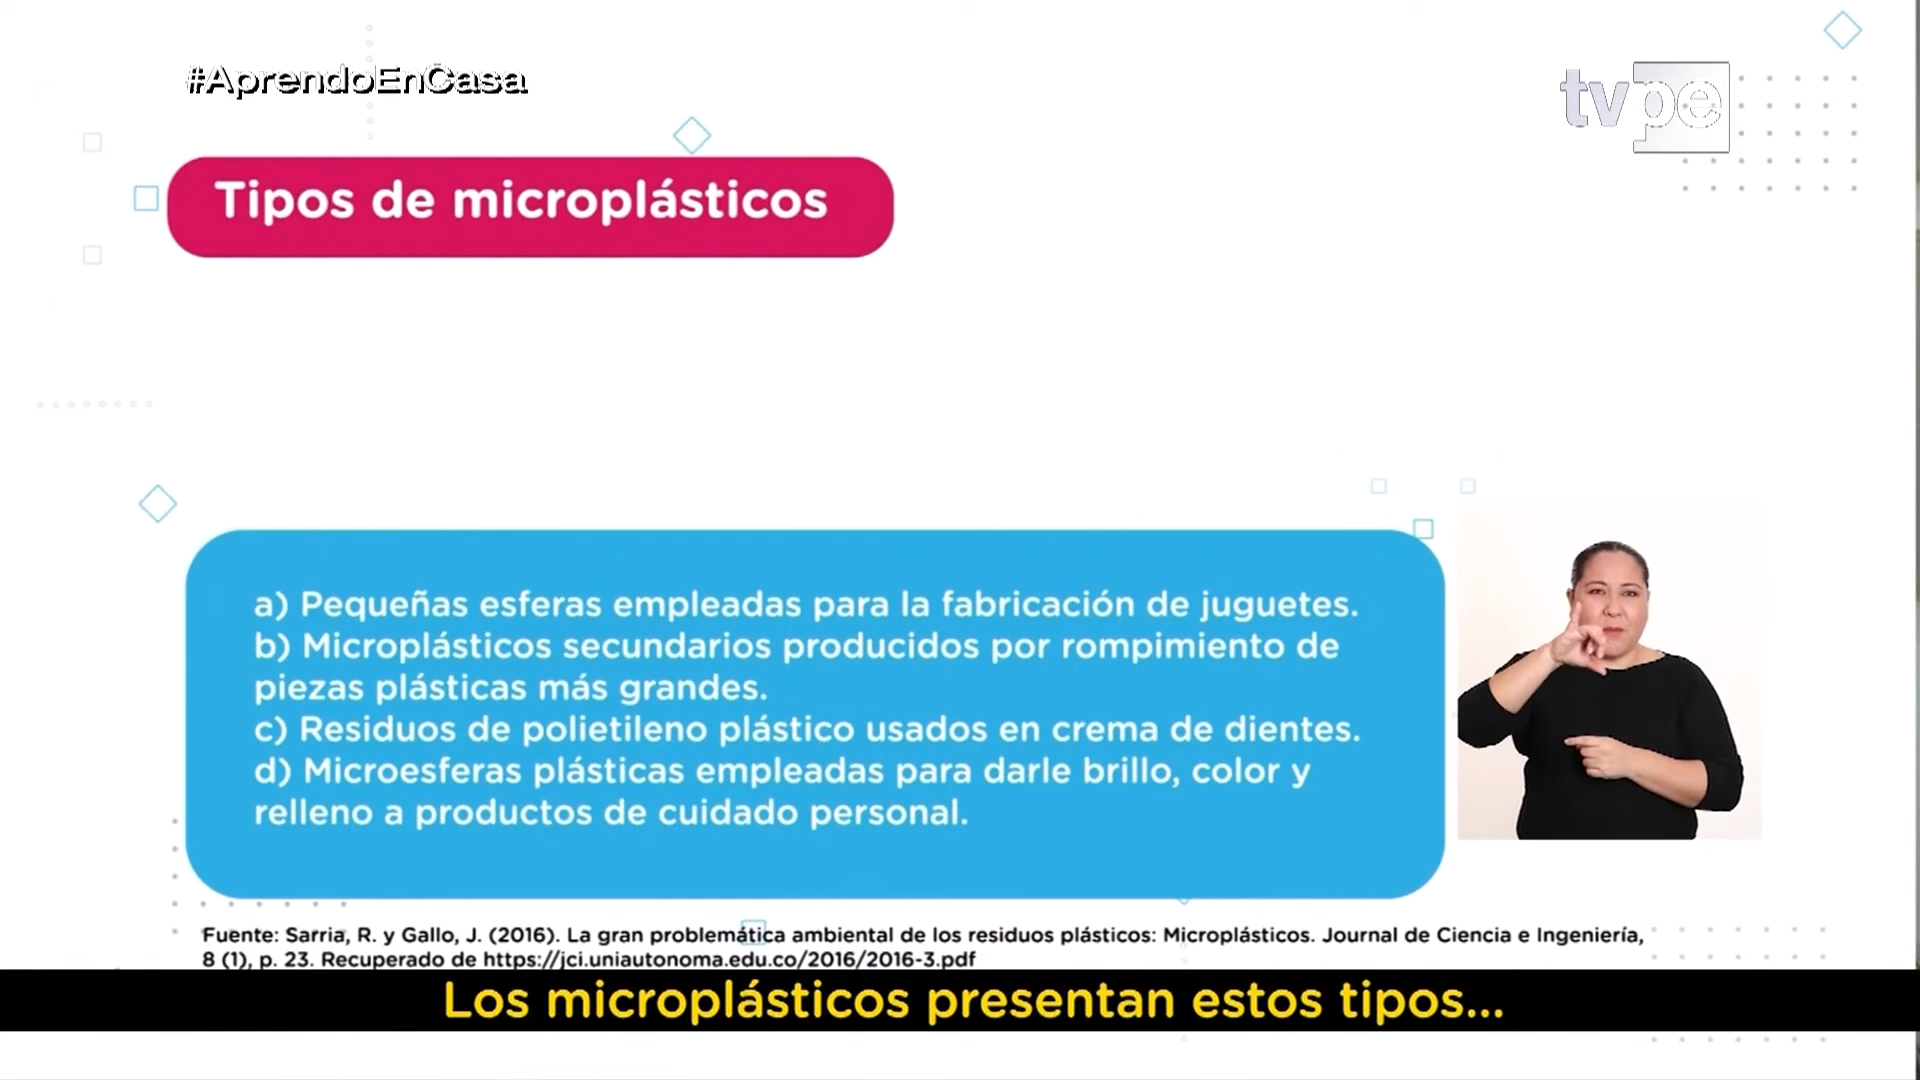 #AprendoEnCasa
tvpe
Tipos de microplásticos
a) Pequeñas esferas empleadas para la fabricación de juguetes.
b) Microplásticos secundarios producidos por rompimiento de
piezas plásticas más grandes.
c) Residuos de polietileno plástico usados en crema de dientes.
d) Microesferas plásticas empleadas para darle brillo, color y
relleno a productos de cuidado personal.
Fuente: Sarria, R. y Gallo, J. (2016). La gran problemática ambiental de los residuos plásticos: Microplásticos. Journal de Ciencia e Ingeniería,
8 (1), p. 23. Recuperado de https://jci.uniautonoma.edu.co/2016/2016-3.pdf
Los microplásticos presentan estos tipos...